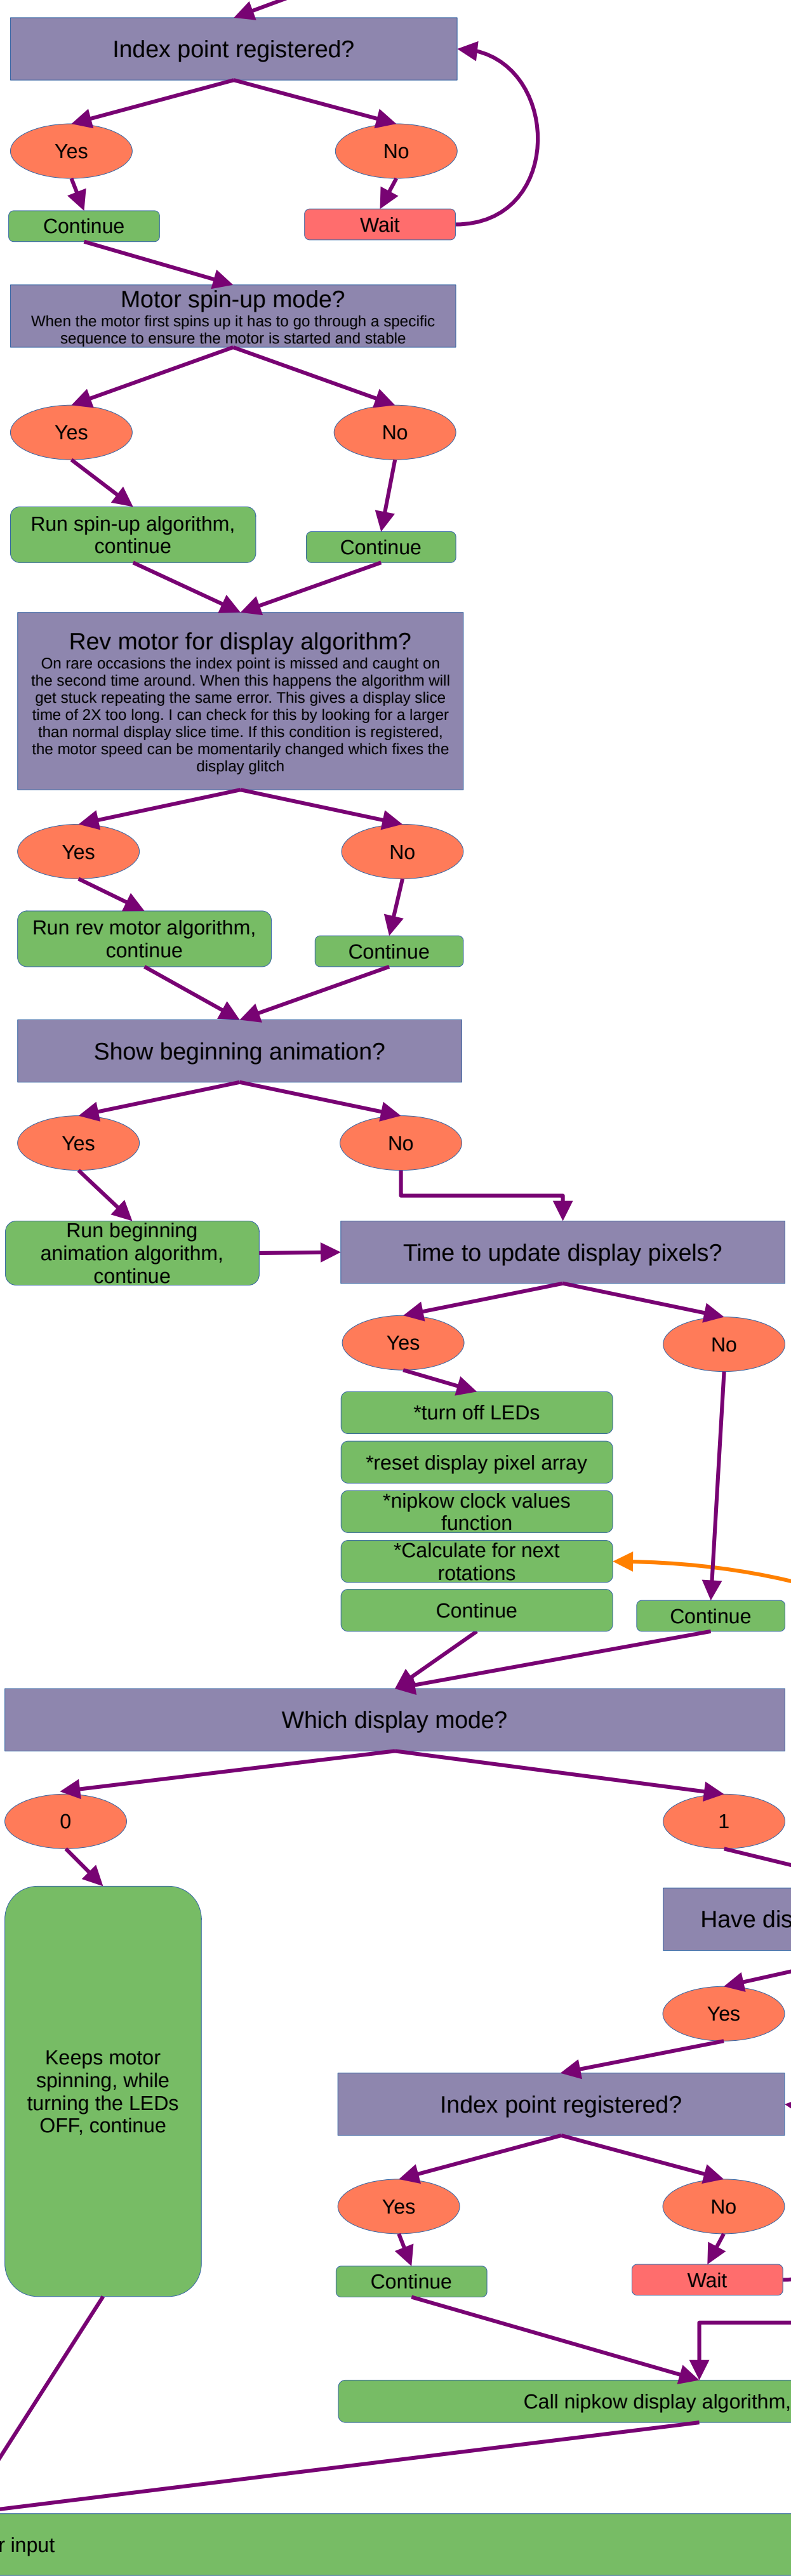 Index point registered?
Yes
No
Continue
Wait
Motor spin-up mode?
When the motor first spins up it has to go through a specific
sequence to ensure the motor is started and stable
Yes
No
Run spin-up algorithm,
continue
Continue
Rev motor for display algorithm?
On rare occasions the index point is missed and caught on
the second time around. When this happens the algorithm will
get stuck repeating the same error. This gives a display slice
time of 2X too long. I can check for this by looking for a larger
than normal display slice time. If this condition is registered,
the motor speed can be momentarily changed which fixes the
display glitch
Yes
No
Run rev motor algorithm,
continue
Continue
Show beginning animation?
Yes
No
Run beginning
animation algorithm,
continue
Time to update display pixels?
Yes
No
*turn off LEDs
*reset display pixel array
*nipkow clock values
function
*Calculate for next
rotations
Continue
Continue
Which display mode?
0
1
Have dis
Yes
Keeps motor
spinning, while
turning the LEDs
OFF, continue
Index point registered?
Yes
No
Continue
Wait
Call nipkow display algorithm,
r input